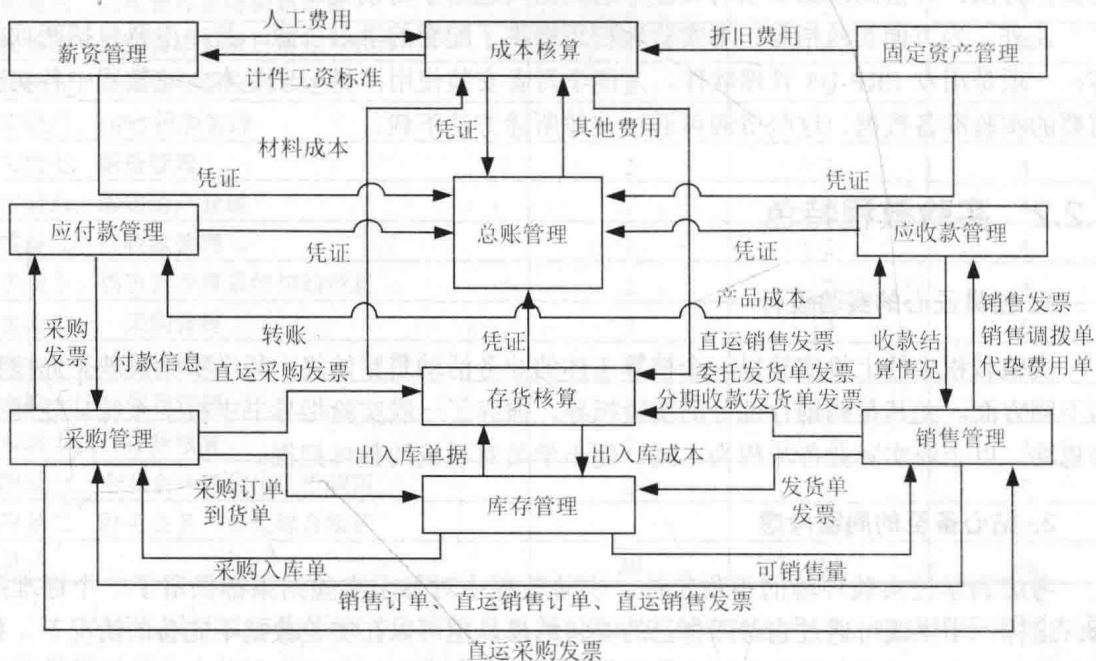 人工费用
薪资管理
成本核算
折旧费用
固定资产管理
计件工资标准
凭证
其他费用
材料成本
凭证
凭证
应付款管理
总账管理
应收款管理
凭证
凭证
产品成本
采购
发票
付款信息
转账
凭证
直运销售发票
收款结
算情况
销售发票
销售调拨单
代垫费用单
直运采购发票
存货核算
委托发货单发票
分期收款发货单发票
采购管理
销售管理
出入库单据
出入库成本
采购订单
到货单
库存管理
发货单
发票
采购入库单
可销售量
销售订单、直运销售订单、直运销售发票
直运采购发票